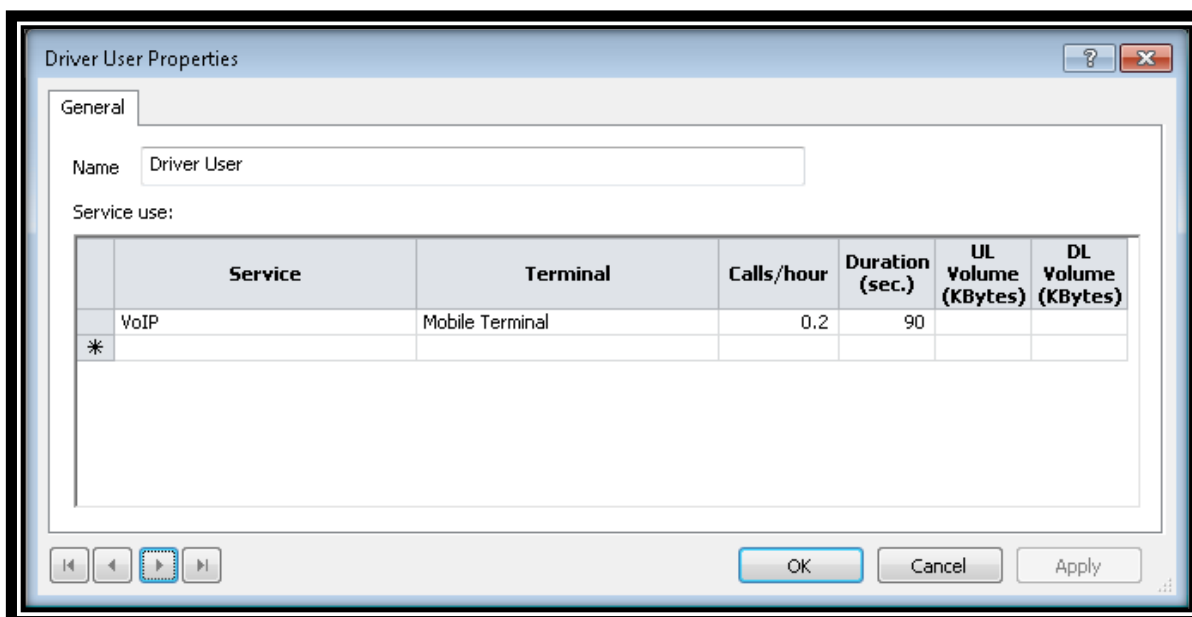 Driver User Properties
General
Name Driver User
Service use:
Service Terminal Calls/hour Duration (sec.) UL Volume (KBytes) DL Volume (KBytes)
VoIP Mobile Terminal 0.2 90
OK Cancel Apply